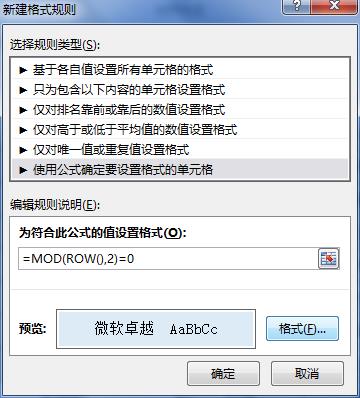 新建格式规则
选择规则类型(S):
► 基于各自值设置所有单元格的格式
► 只为包含以下内容的单元格设置格式
► 仅对排名靠前或靠后的数值设置格式
► 仅对高于或低于平均值的数值设置格式
► 仅对唯一值或重复值设置格式
► 使用公式确定要设置格式的单元格
编辑规则说明(E):
为符合此公式的值设置格式(O):
=MOD(ROW(),2)=0
预览: 微软卓越 AaBbCc 格式(F)...
确定 取消